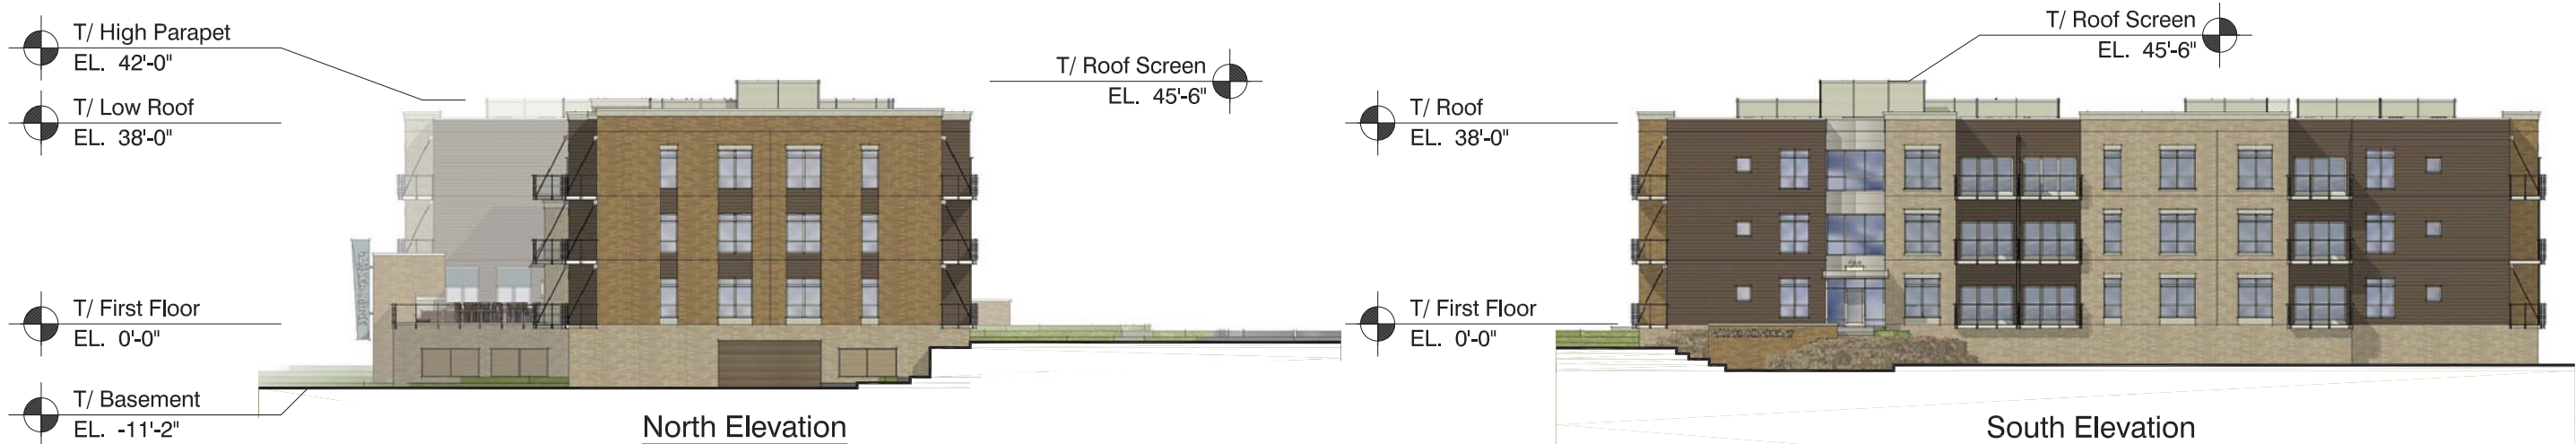 T/ High Parapet
EL. 42'-0"
T/ Low Roof
EL. 38'-0"
T/ First Floor
EL. 0'-0"
T/ Basement
EL. -11'-2"
T/ Roof Screen
EL. 45'-6"
North Elevation
T/ Roof Screen
EL. 45'-6"
T/ Roof
EL. 38'-0"
T/ First Floor
EL. 0'-0"
South Elevation